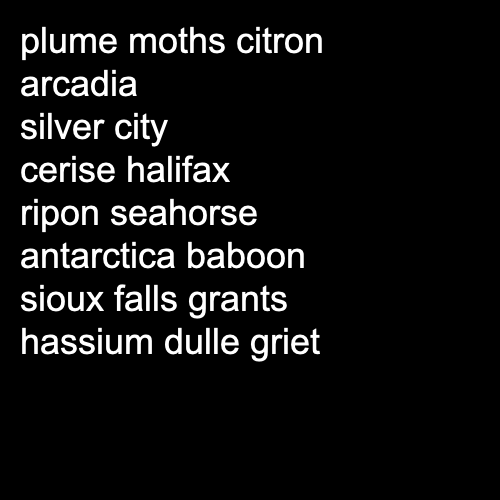 plume moths citron
arcadia
silver city
cerise halifax
ripon seahorse
antarctica baboon
sioux falls grants
hassium dulle griet